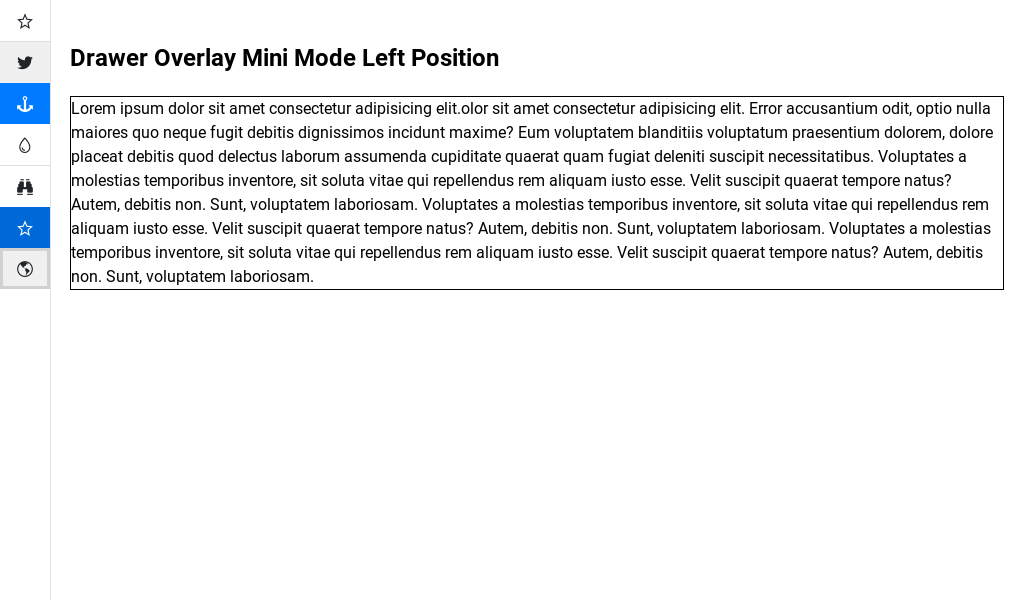 Drawer Overlay Mini Mode Left Position
Lorem ipsum dolor sit amet consectetur adipisicing elit.olor sit amet consectetur adipisicing elit. Error accusantium odit, optio nulla
maiores quo neque fugit debitis dignissimos incidunt maxime? Eum voluptatem blanditiis voluptatum praesentium dolorem, dolore
placeat debitis quod delectus laborum assumenda cupiditate quaerat quam fugiat deleniti suscipit necessitatibus. Voluptates a
molestias temporibus inventore, sit soluta vitae qui repellendus rem aliquam iusto esse. Velit suscipit quaerat tempore natus?
Autem, debitis non. Sunt, voluptatem laboriosam. Voluptates a molestias temporibus inventore, sit soluta vitae qui repellendus rem
aliquam iusto esse. Velit suscipit quaerat tempore natus? Autem, debitis non. Sunt, voluptatem laboriosam. Voluptates a molestias
temporibus inventore, sit soluta vitae qui repellendus rem aliquam iusto esse. Velit suscipit quaerat tempore natus? Autem, debitis
non. Sunt, voluptatem laboriosam.